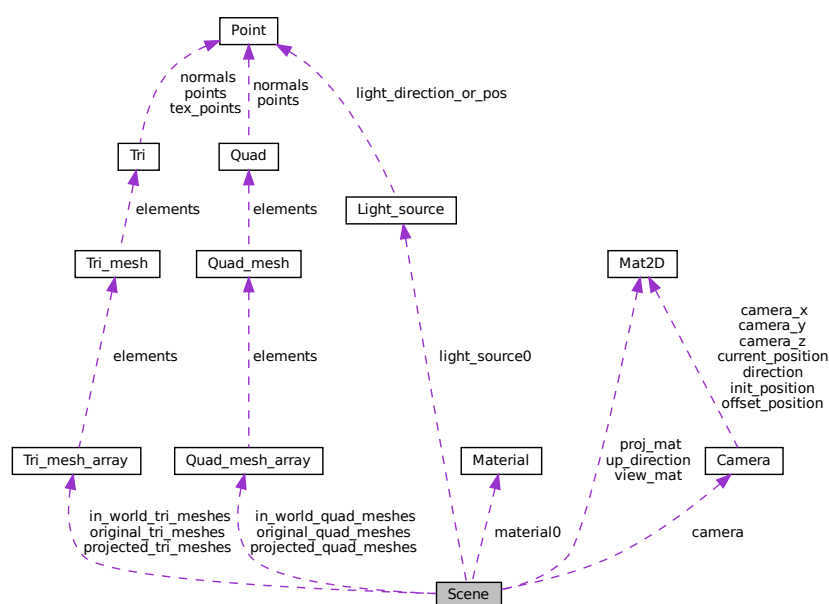 Point
normals
points
tex_points
normals
points
light_direction_or_pos
Tri
Quad
elements
elements
Light_source
Tri_mesh
Quad_mesh
Mat2D
camera_x
camera_y
camera_z
current_position
direction
init_position
offset_position
elements
elements
light_source0
proj_mat
up_direction
view_mat
Tri_mesh_array
Quad_mesh_array
Material
Camera
in_world_tri_meshes
original_tri_meshes
projected_tri_meshes
in_world_quad_meshes
original_quad_meshes
projected_quad_meshes
material0
camera
Scene